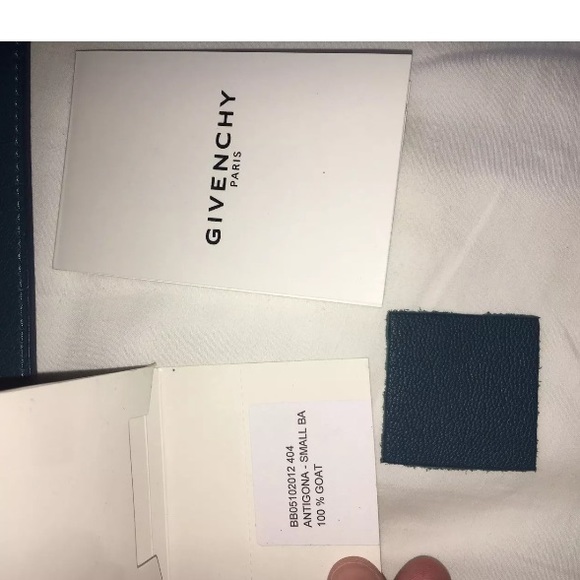 GIVENCHY
PARIS
BB05102012 404
ANTIGONA - SMALL BA
100 % GOAT